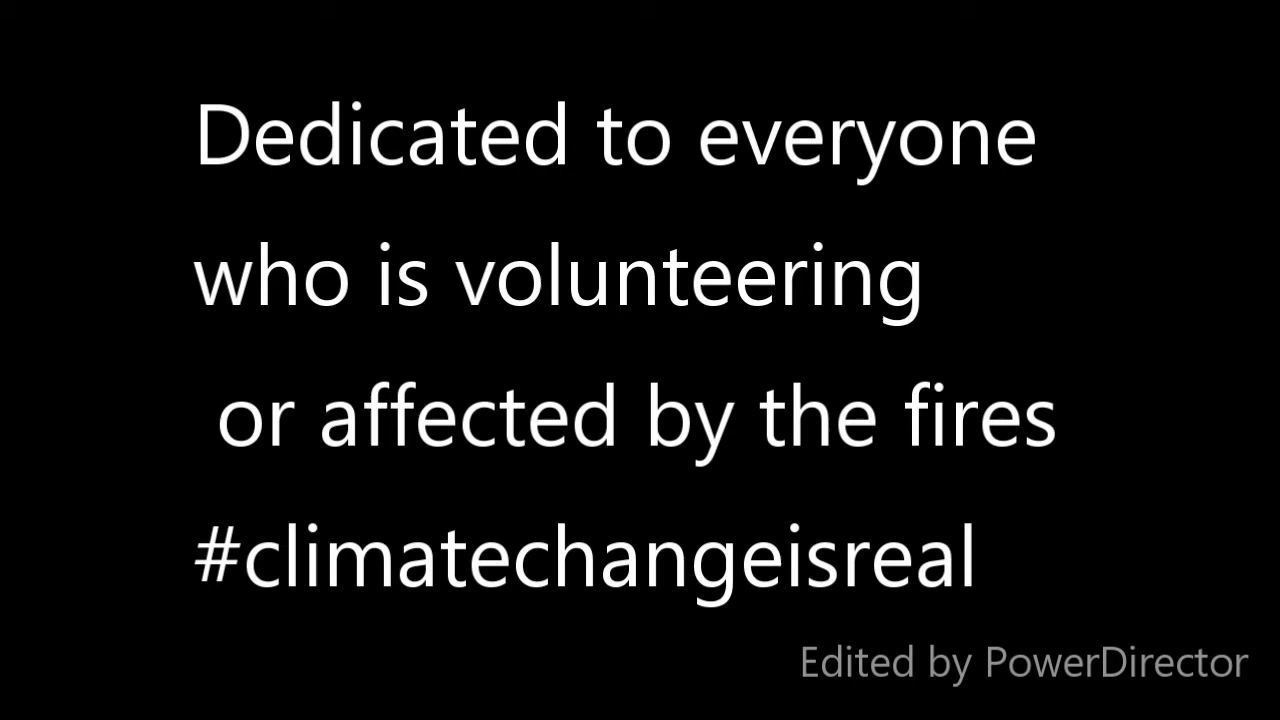 Dedicated to everyone
who is volunteering
or affected by the fires
#climatechangeisreal
Edited by PowerDirector